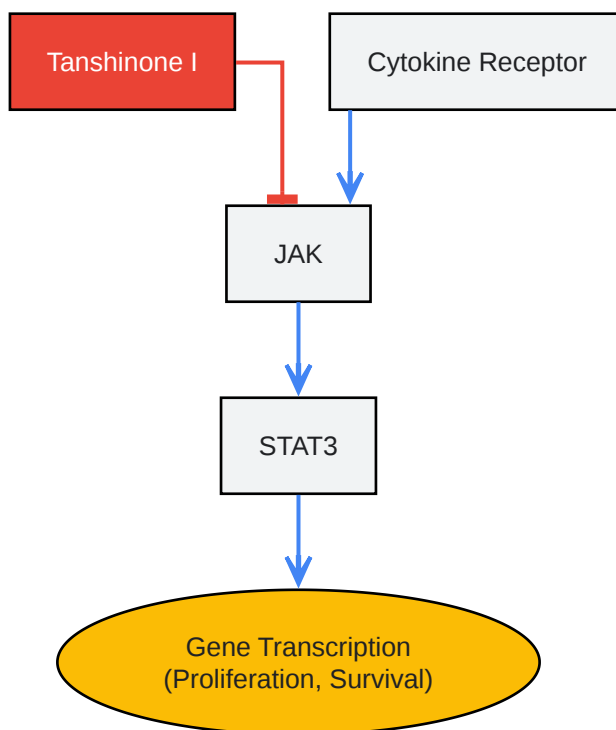 Tanshinone I
Cytokine Receptor
JAK
STAT3
Gene Transcription
(Proliferation, Survival)